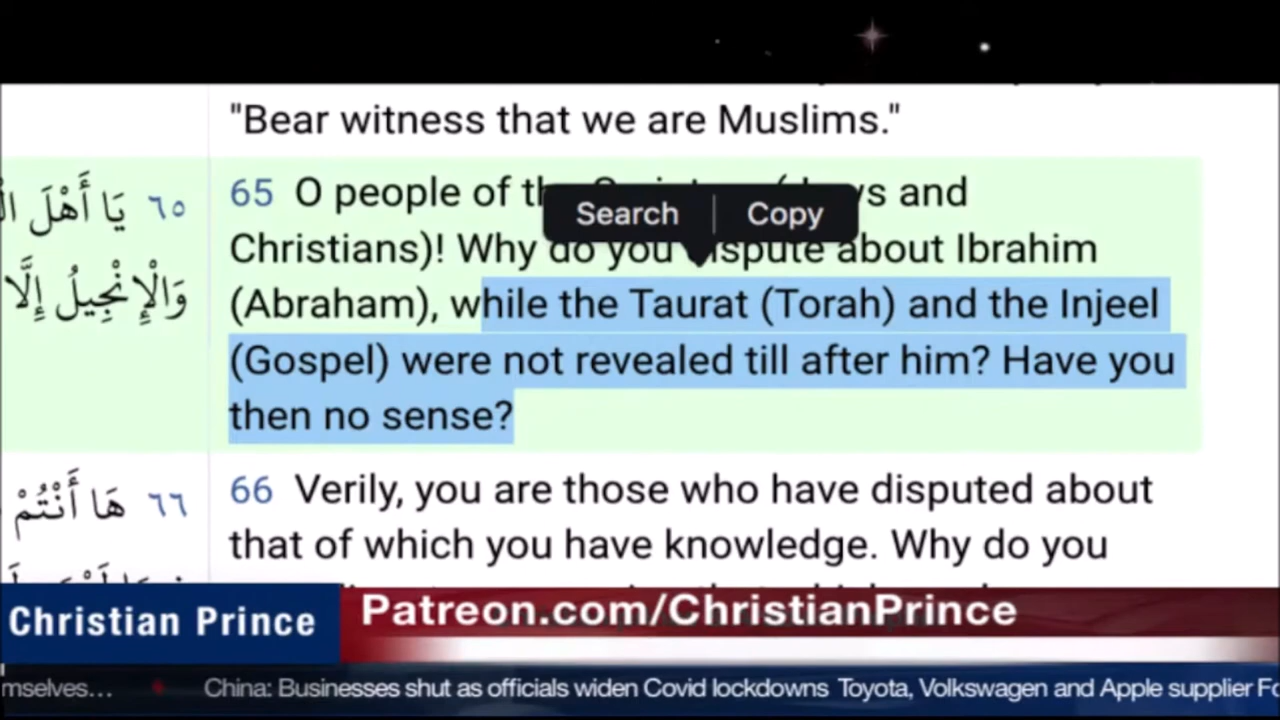 "Bear witness that we are Muslims."
٦٥ يَا أَهْلَ
65 O people of and
Christians)! Why do you dispute about Ibrahim
وَالْإِنْجِيلُ إِلَّا
(Abraham), while the Taurat (Torah) and the Injeel
(Gospel) were not revealed till after him? Have you
then no sense?
Search Copy
٦٦ هَا أَنْتُمْ
66 Verily, you are those who have disputed about
that of which you have knowledge. Why do you
Christian Prince
Patreon.com/ChristianPrince
mselves... China: Businesses shut as officials widen Covid lockdowns Toyota, Volkswagen and Apple supplier Fo